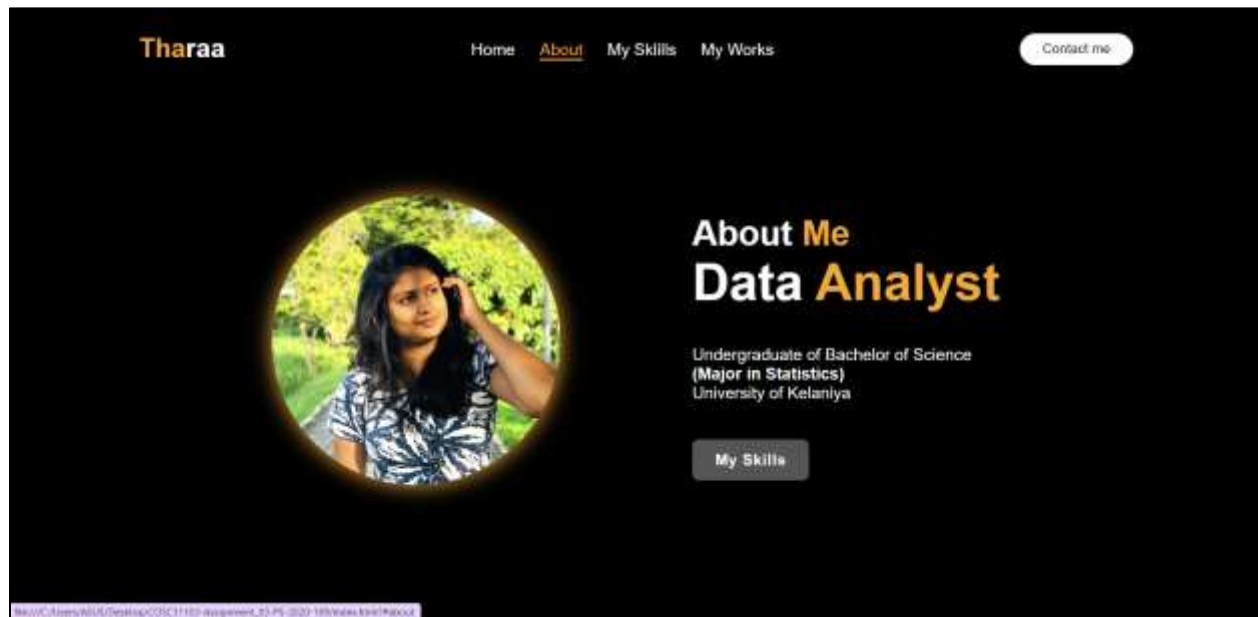 Tharaa
Home About My Sklills My Works
Contact me
About Me
Data Analyst
Undergraduate of Bachelor of Science
(Major in Statistics)
University of Kelaniya
My Skills